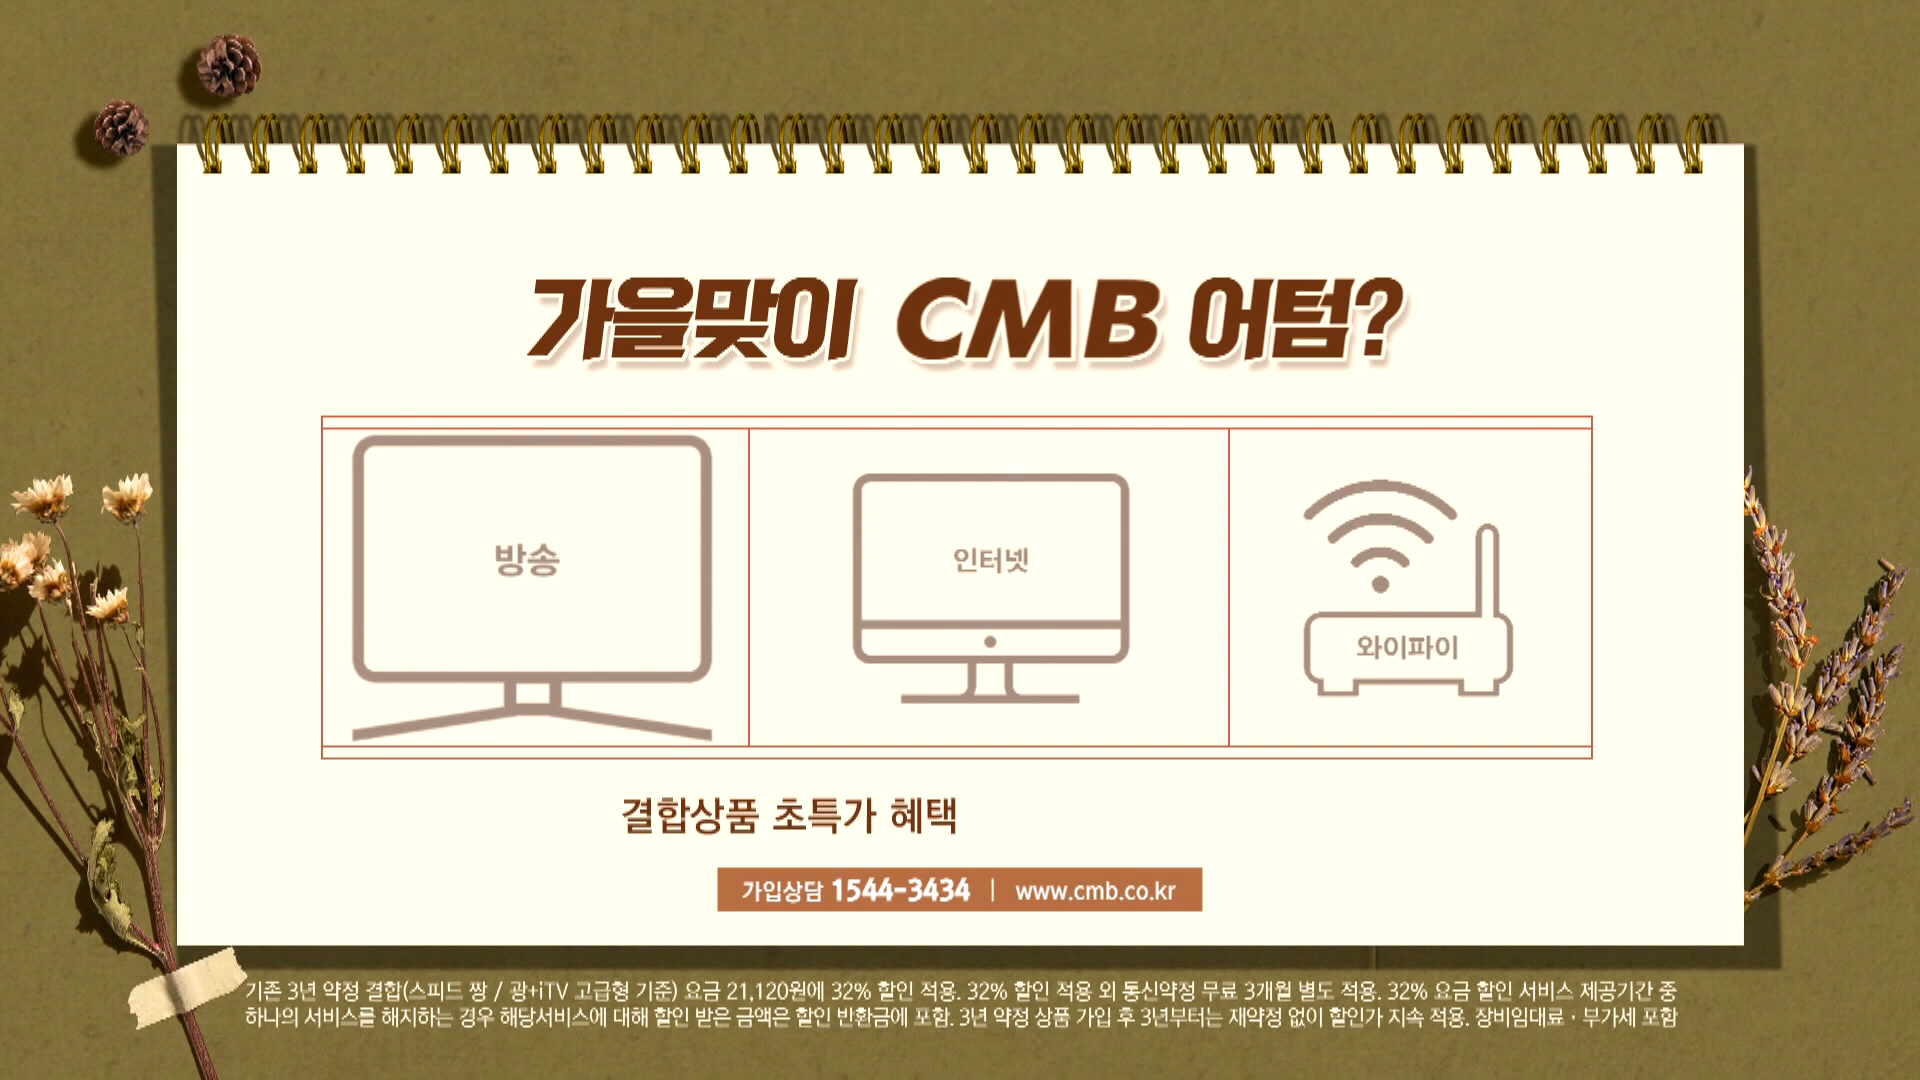 가을맞이 CMB 어텀?
방송
인터넷
와이파이
결합상품 초특가 혜택
가입상담 1544-3434 | www.cmb.co.kr
기존 3년 약정 결합(스피드 짱 / 광+iTV 고급형 기준) 요금 21,120원에 32% 할인 적용. 32% 할인 적용 외 통신약정 무료 3개월 별도 적용. 32% 요금 할인 서비스 제공기간 중
하나의 서비스를 해지하는 경우 해당서비스에 대해 할인 받은 금액은 할인 반환금에 포함. 3년 약정 상품 가입 후 3년부터는 재약정 없이 할인가 지속 적용. 장비임대료 · 부가세 포함